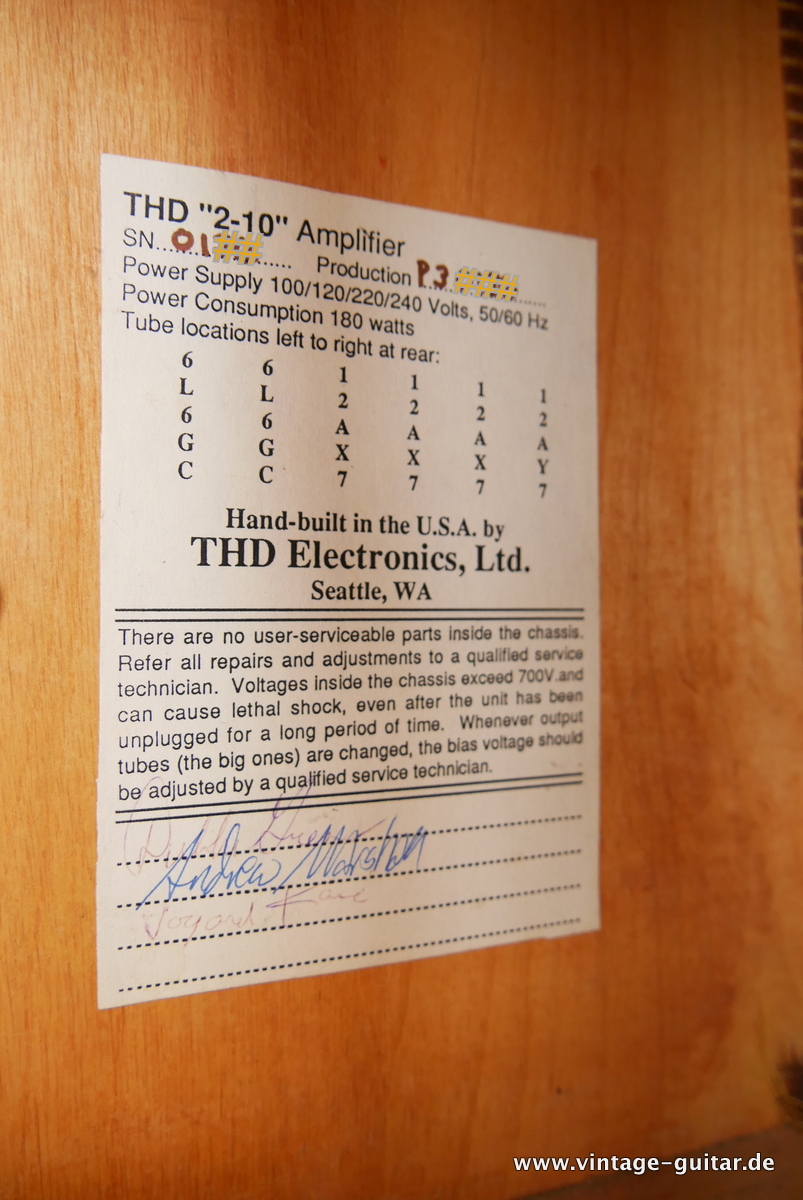 THD "2-10" Amplifier
SN...01##...... Production P3 ###......
Power Supply 100/120/220/240 Volts, 50/60 Hz
Power Consumption 180 watts
Tube locations left to right at rear:
6 6 1 1 1 1
L L 2 2 2 2
6 6 A A A A
G G X X X Y
C C 7 7 7 7
Hand-built in the U.S.A. by
THD Electronics, Ltd.
Seattle, WA
There are no user-serviceable parts inside the chassis.
Refer all repairs and adjustments to a qualified service
technician. Voltages inside the chassis exceed 700V and
can cause lethal shock, even after the unit has been
unplugged for a long period of time. Whenever output
tubes (the big ones) are changed, the bias voltage should
be adjusted by a qualified service technician.
Andrew Marshall
www.vintage-guitar.de